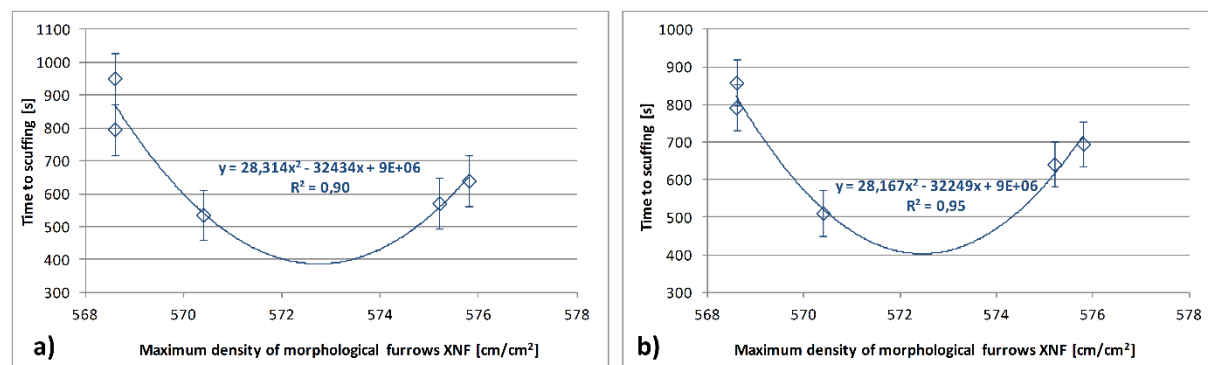 1100
1000
900
800
700
600
500
400
300
Time to scuffing [s]
y = 28,314x² - 32434x + 9E+06
R² = 0,90
568
570
572
574
576
578
a)
Maximum density of morphological furrows XNF [cm/cm²]
1000
900
800
700
600
500
400
300
Time to scuffing [s]
y = 28,167x² - 32249x + 9E+06
R² = 0,95
568
570
572
574
576
578
b)
Maximum density of morphological furrows XNF [cm/cm²]